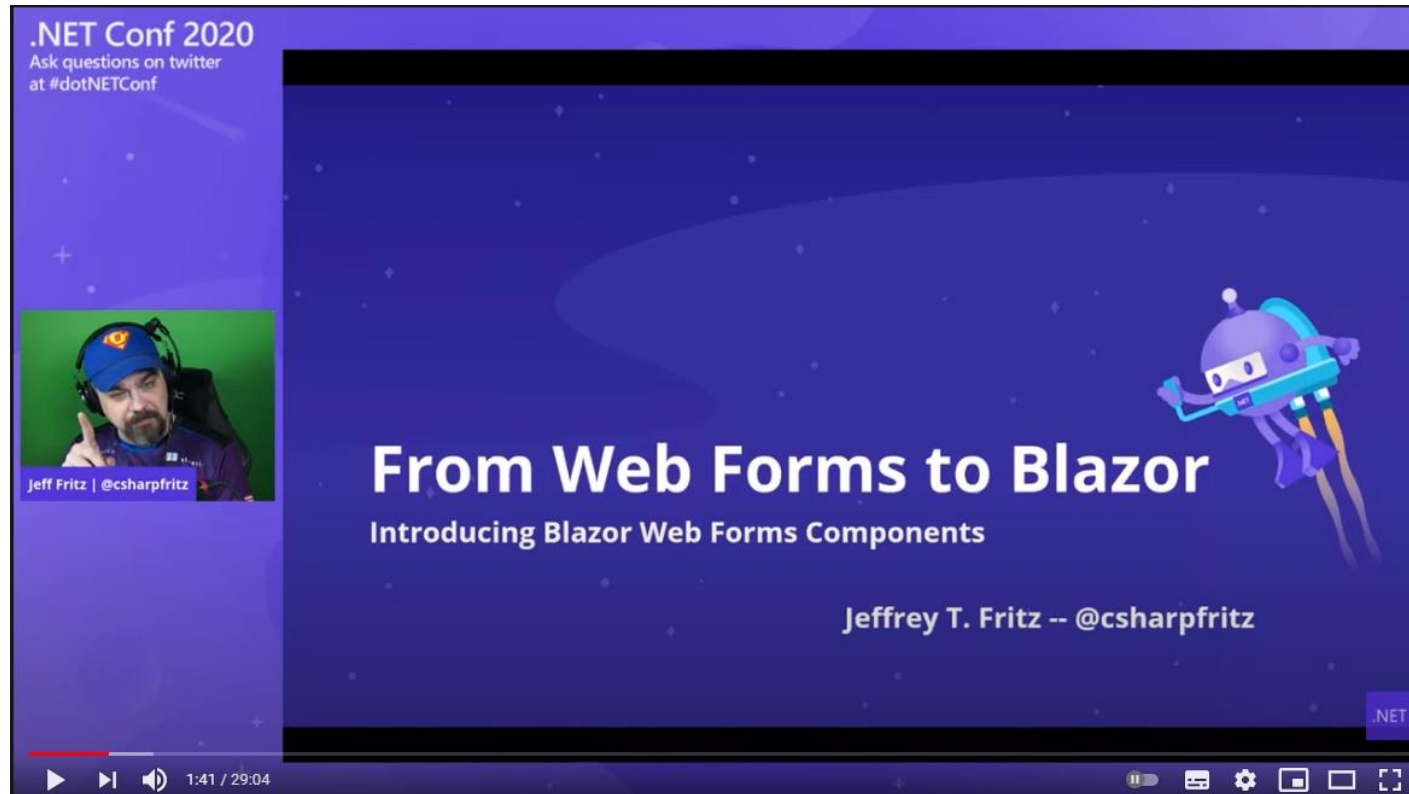 .NET Conf 2020
Ask questions on twitter
at #dotNETConf
Jeff Fritz | @csharpfritz
From Web Forms to Blazor
Introducing Blazor Web Forms Components
Jeffrey T. Fritz -- @csharpfritz
.NET
.NET
1:41 / 29:04